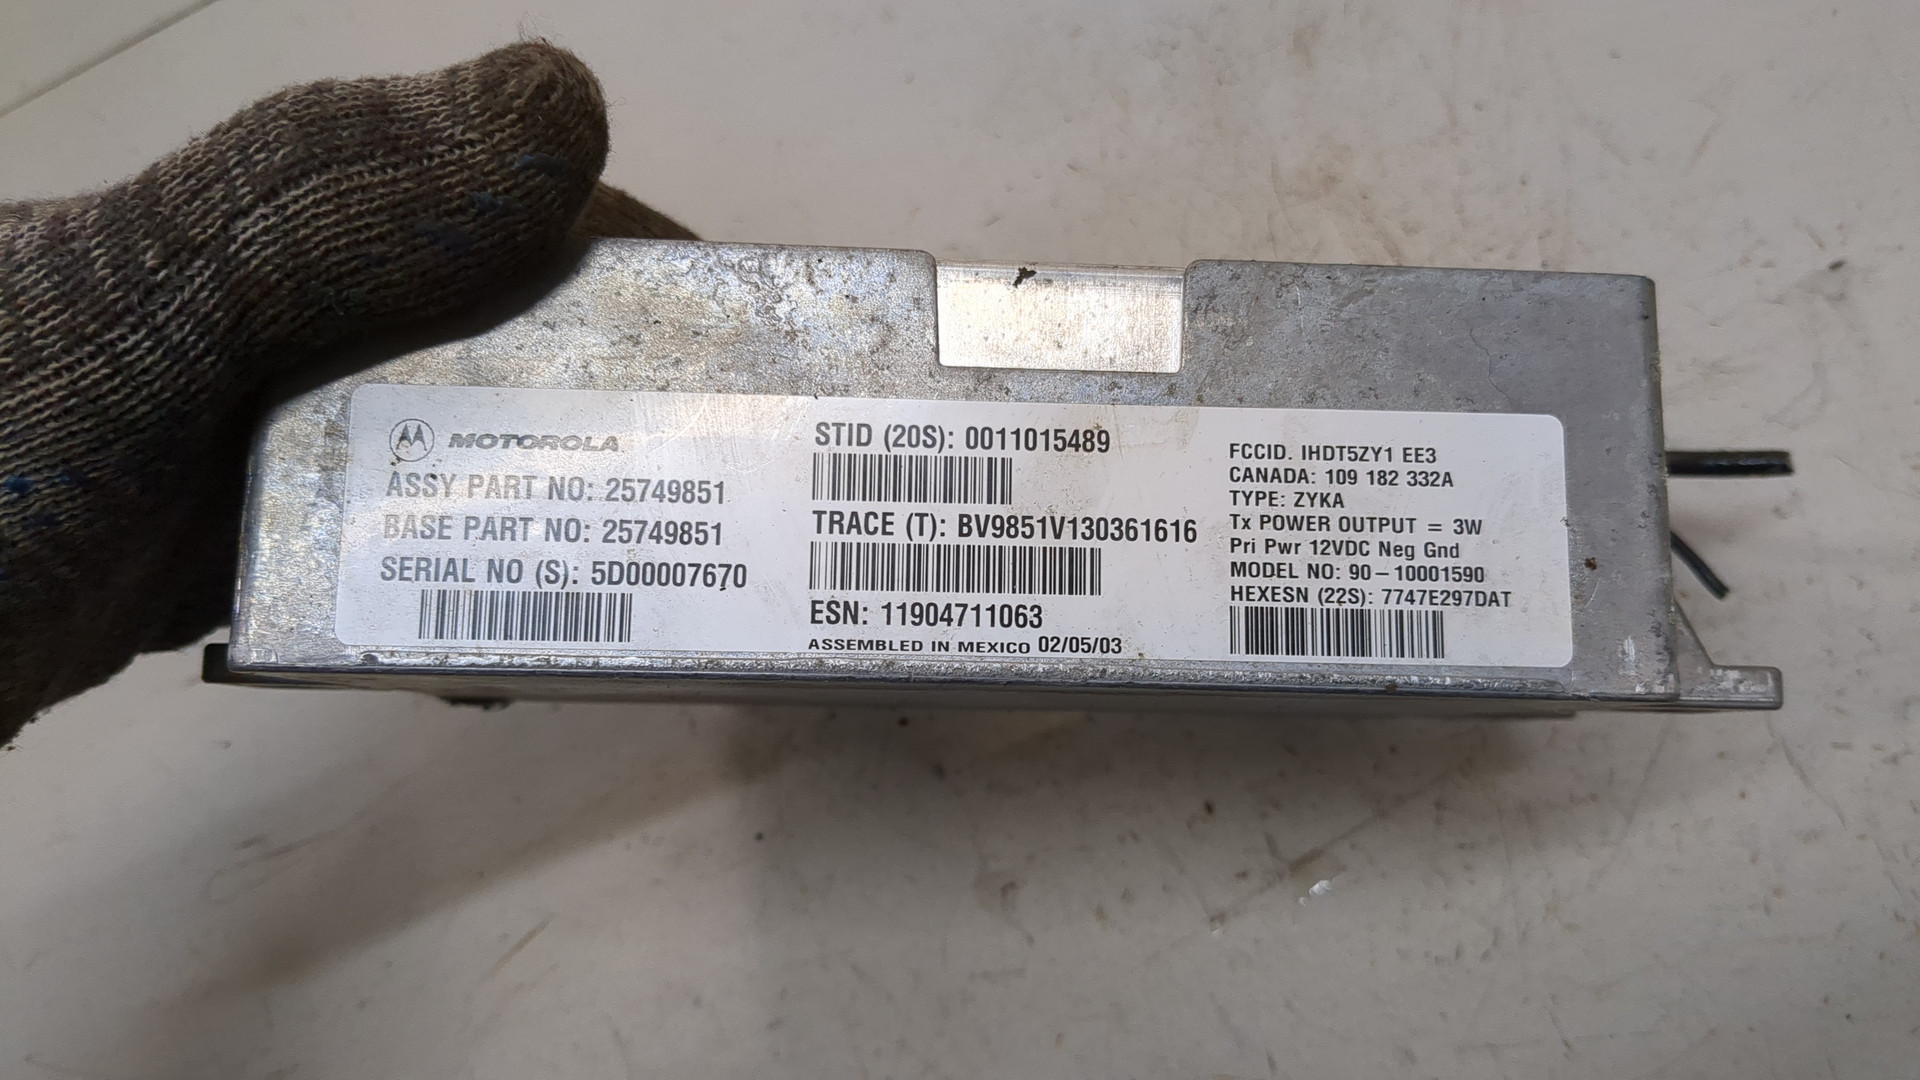 MOTOROLA
ASSY PART NO: 25749851
BASE PART NO: 25749851
SERIAL NO (S): 5D00007670
STID (20S): 0011015489
TRACE (T): BV9851V130361616
ESN: 11904711063
ASSEMBLED IN MEXICO 02/05/03
FCCID. IHDT5ZY1 EE3
CANADA: 109 182 332A
TYPE: ZYKA
Tx POWER OUTPUT = 3W
Pri Pwr 12VDC Neg Gnd
MODEL NO: 90-10001590
HEXESN (22S): 7747E297DAT